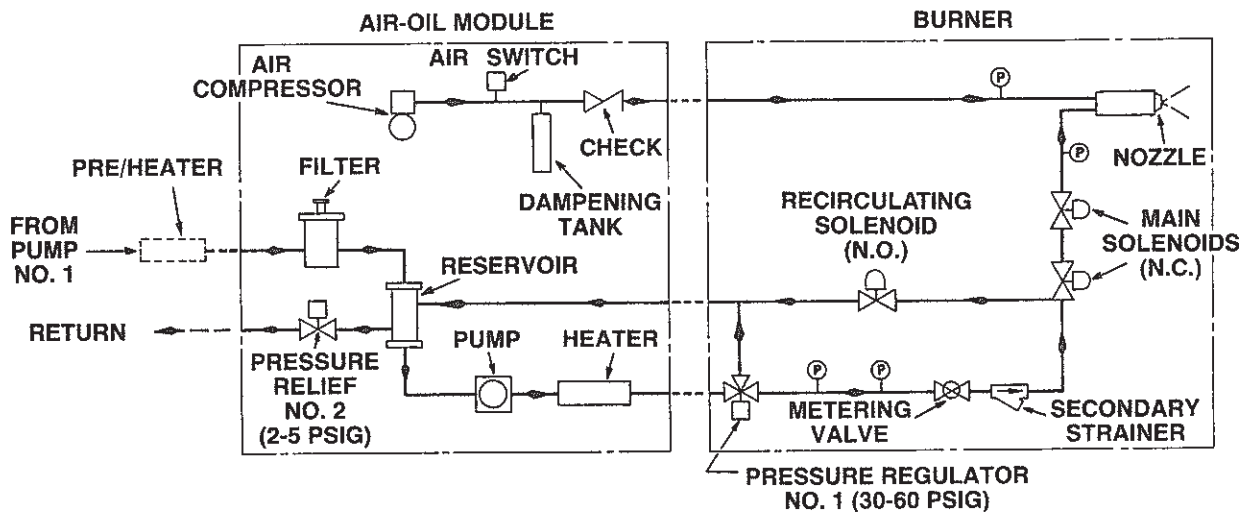 AIR-OIL MODULE
BURNER
AIR
COMPRESSOR
AIR SWITCH
CHECK
DAMPENING
TANK
P
NOZZLE
P
PRE/HEATER
FILTER
FROM
PUMP
NO. 1
RECIRCULATING
SOLENOID
(N.O.)
MAIN
SOLENOIDS
(N.C.)
RESERVOIR
RETURN
PRESSURE
RELIEF
NO. 2
(2-5 PSIG)
PUMP
HEATER
P
P
METERING
VALVE
SECONDARY
STRAINER
PRESSURE REGULATOR
NO. 1 (30-60 PSIG)